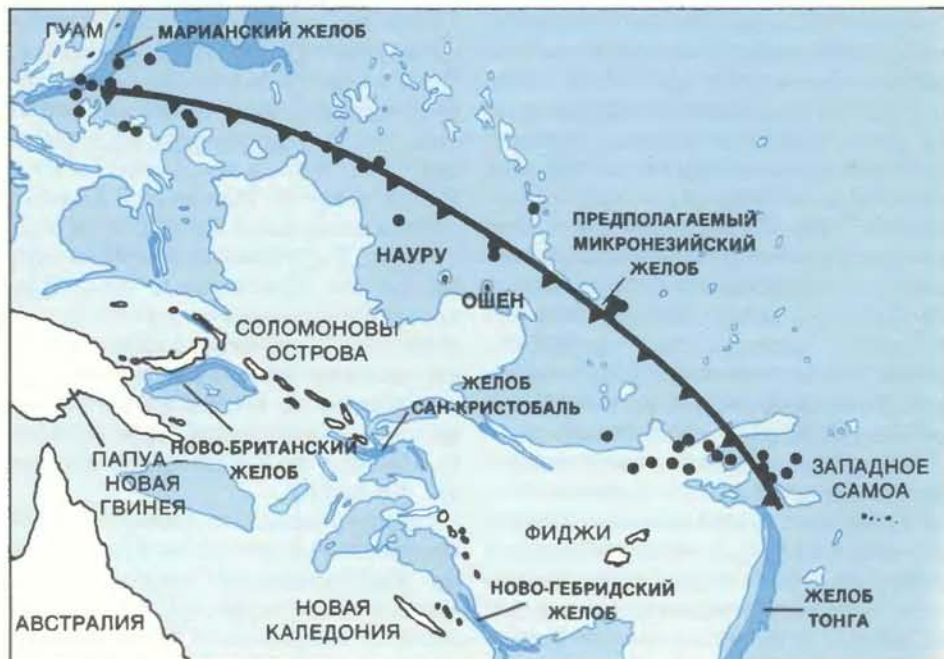 ГУАМ
МАРИАНСКИЙ ЖЕЛОБ
ПРЕДПОЛАГАЕМЫЙ
МИКРОНЕЗИЙСКИЙ
ЖЕЛОБ
НАУРУ
ОШЕН
СОЛОМОНОВЫ
ОСТРОВА
ЖЕЛОБ
САН-КРИСТОБАЛЬ
НОВО-БРИТАНСКИЙ
ЖЕЛОБ
ПАПУА-
НОВАЯ
ГВИНЕЯ
ЗАПАДНОЕ
САМОА
ФИДЖИ
НОВО-ГЕБРИДСКИЙ
ЖЕЛОБ
ЖЕЛОБ
ТОНГА
НОВАЯ
КАЛЕДОНИЯ
АВСТРАЛИЯ